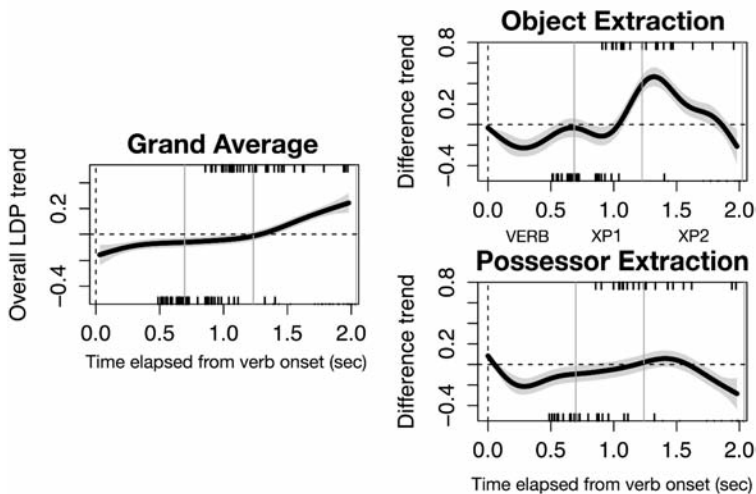 Grand Average
Overall LDP trend
0.2
−0.4
0.0
0.5
1.0
1.5
2.0
Time elapsed from verb onset (sec)
Object Extraction
Difference trend
0.8
0.2
−0.4
0.0
0.5
1.0
1.5
2.0
VERB
XP1
XP2
Possessor Extraction
Difference trend
0.8
0.2
−0.4
0.0
0.5
1.0
1.5
2.0
Time elapsed from verb onset (sec)